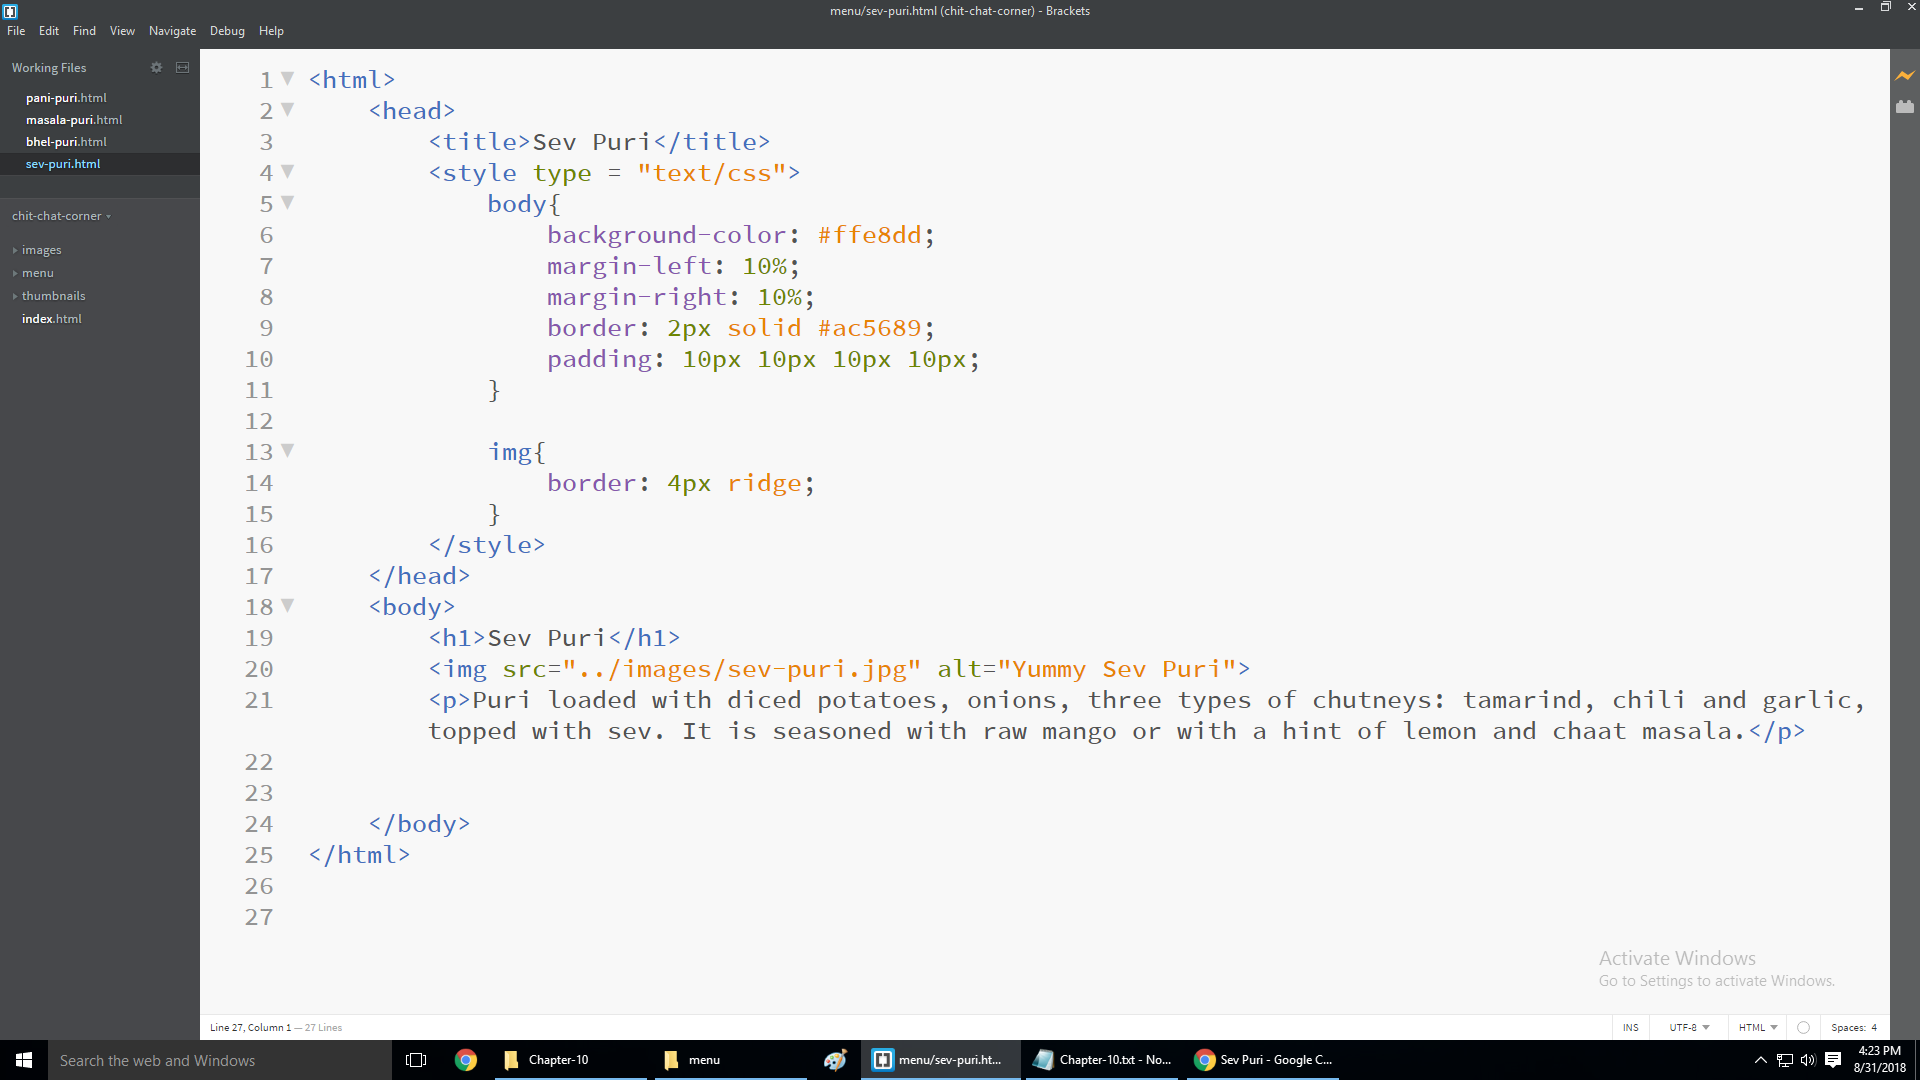 menu/sev-puri.html (chit-chat-corner) - Brackets
File Edit Find View Navigate Debug Help
Working Files
pani-puri.html
masala-puri.html
bhel-puri.html
sev-puri.html
chit-chat-corner
images
menu
thumbnails
index.html
1 <html>
2 <head>
3 <title>Sev Puri</title>
4 <style type = "text/css">
5 body{
6 background-color: #ffe8dd;
7 margin-left: 10%;
8 margin-right: 10%;
9 border: 2px solid #ac5689;
10 padding: 10px 10px 10px 10px;
11 }
12
13 img{
14 border: 4px ridge;
15 }
16 </style>
17 </head>
18 <body>
19 <h1>Sev Puri</h1>
20 <img src="../images/sev-puri.jpg" alt="Yummy Sev Puri">
21 <p>Puri loaded with diced potatoes, onions, three types of chutneys: tamarind, chili and garlic,
topped with sev. It is seasoned with raw mango or with a hint of lemon and chaat masala.</p>
22
23
24 </body>
25 </html>
26
27
Activate Windows
Go to Settings to activate Windows.
Line 27, Column 1 — 27 Lines
INS UTF-8 HTML Spaces: 4
Search the web and Windows
Chapter-10
menu
menu/sev-puri.ht...
Chapter-10.txt - No...
Sev Puri - Google C...
4:23 PM
8/31/2018